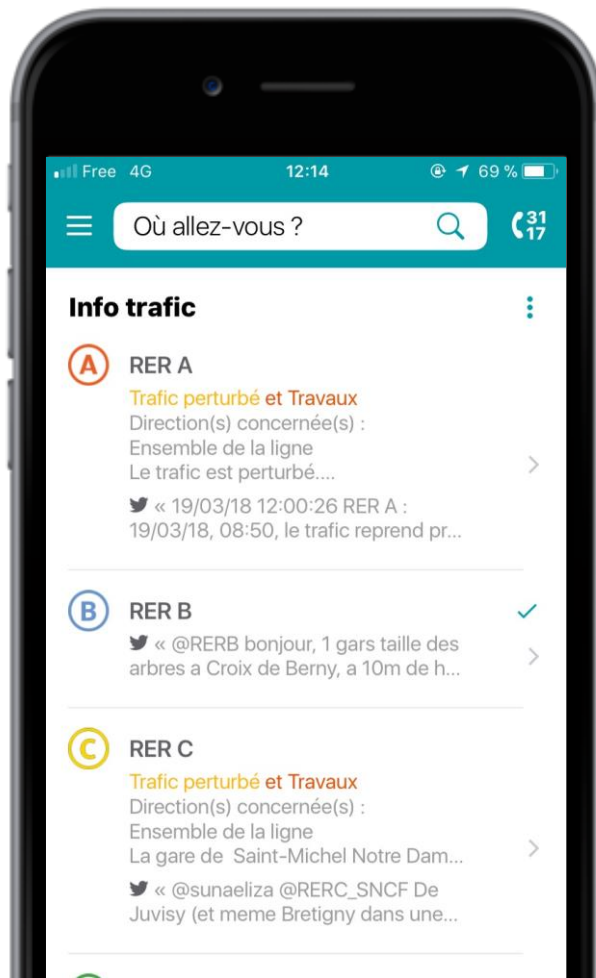 Free 4G 12:14 69 %
Où allez-vous ? 31 17
Info trafic
A RER A
Trafic perturbé et Travaux
Direction(s) concernée(s) :
Ensemble de la ligne
Le trafic est perturbé....
« 19/03/18 12:00:26 RER A :
19/03/18, 08:50, le trafic reprend pr...
B RER B
« @RERB bonjour, 1 gars taille des
arbres a Croix de Berny, a 10m de h...
C RER C
Trafic perturbé et Travaux
Direction(s) concernée(s) :
Ensemble de la ligne
La gare de  Saint-Michel Notre Dam...
« @sunaeliza @RERC_SNCF De
Juvisy (et meme Bretigny dans une...